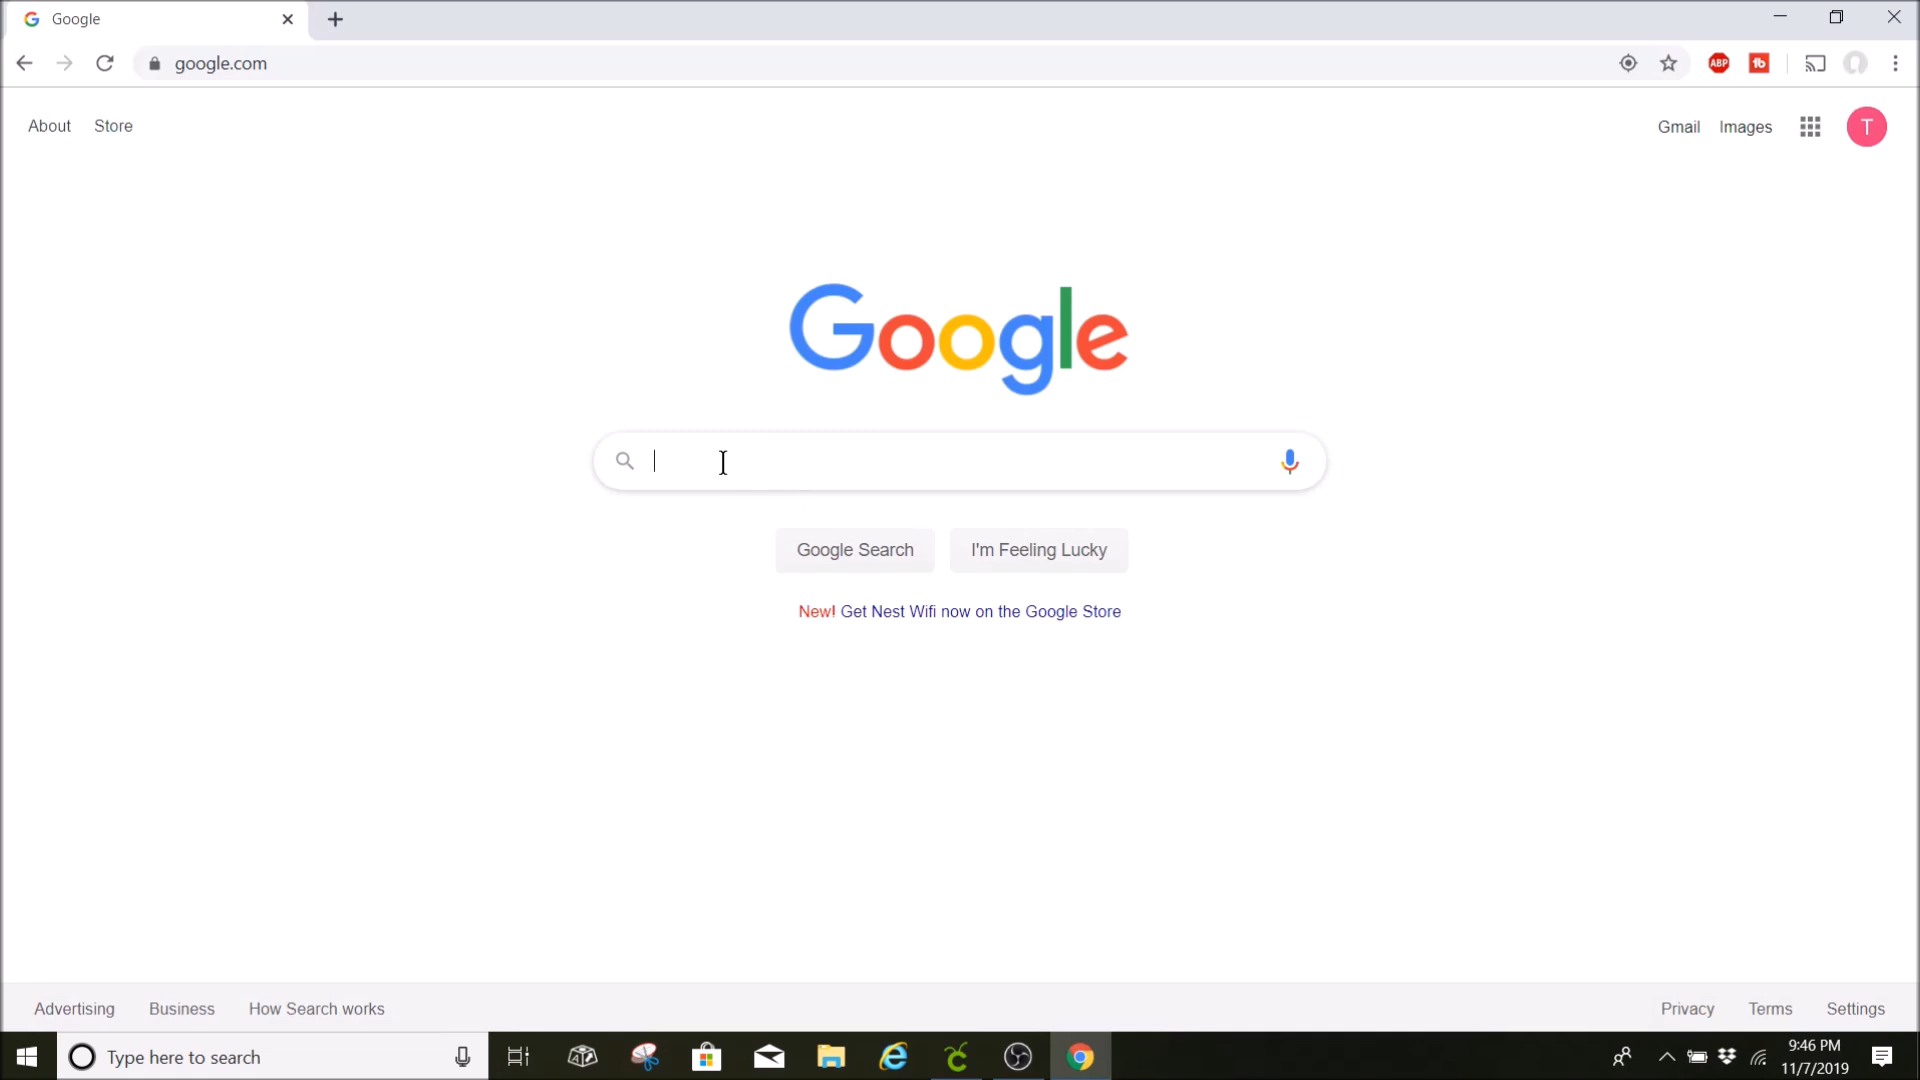 Google
google.com
ABP
tb
About Store
Gmail Images
T
Google
Google Search
I'm Feeling Lucky
New! Get Nest Wifi now on the Google Store
Advertising Business How Search works
Privacy Terms Settings
Type here to search
9:46 PM
11/7/2019